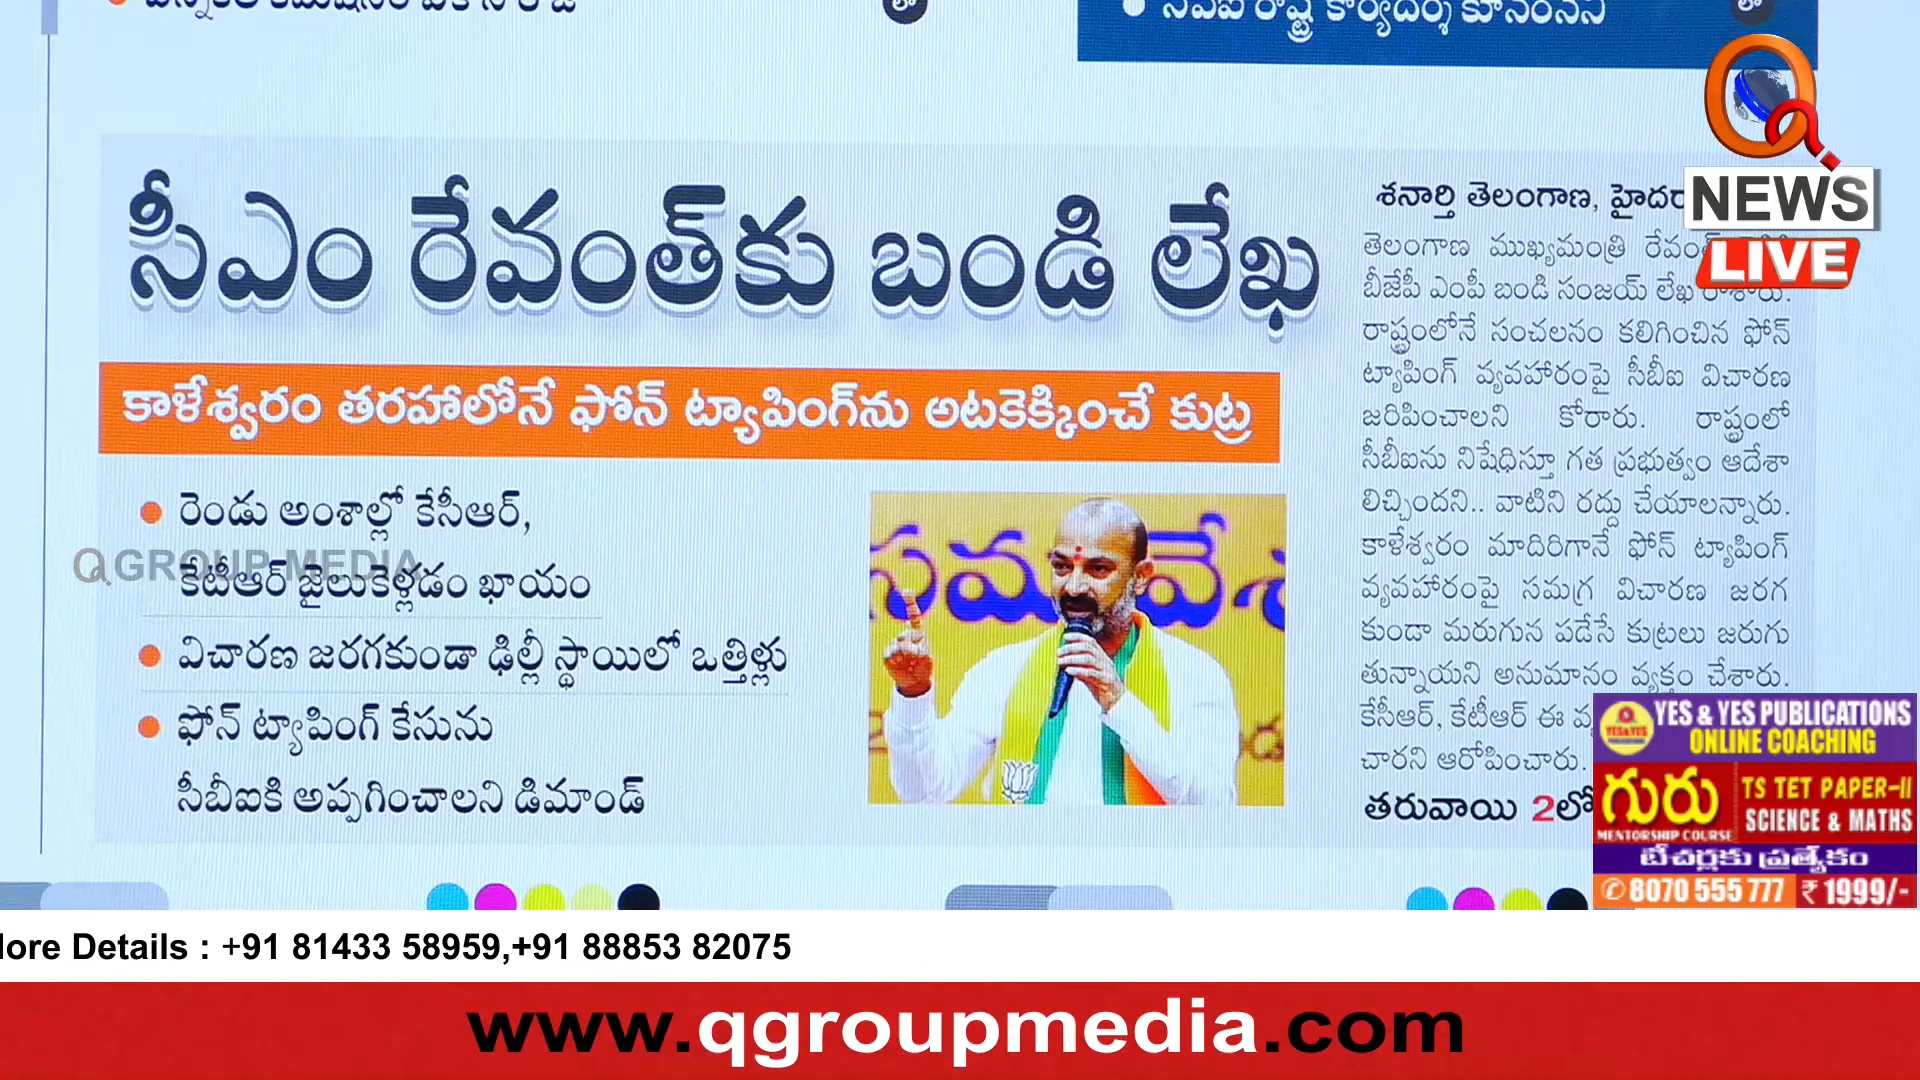 సీపీఐ రాష్ట్ర కార్యదర్శి కూనంనేని
సీఎం రేవంత్‌కు బండి లేఖ
కాళేశ్వరం తరహాలోనే ఫోన్ ట్యాపింగ్‌ను అటకెక్కించే కుట్ర
రెండు అంశాల్లో కేసీఆర్,
కేటీఆర్ జైలుకెళ్లడం ఖాయం
విచారణ జరగకుండా ఢిల్లీ స్థాయిలో ఒత్తిళ్లు
ఫోన్ ట్యాపింగ్ కేసును
సీబీఐకి అప్పగించాలని డిమాండ్
Q GROUP MEDIA
శనార్తి తెలంగాణ,
తెలంగాణ ముఖ్యమంత్రి
బీజేపీ ఎంపీ బండి సంజయ్ లేఖ రాశారు.
రాష్ట్రంలోనే సంచలనం కలిగించిన ఫోన్
ట్యాపింగ్ వ్యవహారంపై సీబీఐ విచారణ
జరిపించాలని కోరారు. రాష్ట్రంలో
సీబీఐను నిషేధిస్తూ గత ప్రభుత్వం ఆదేశా
లిచ్చిందని.. వాటిని రద్దు చేయాలన్నారు.
కాళేశ్వరం మాదిరిగానే ఫోన్ ట్యాపింగ్
వ్యవహారంపై సమగ్ర విచారణ జరగ
కుండా మరుగున పడేసే కుట్రలు జరుగు
తున్నాయని అనుమానం వ్యక్తం చేశారు.
కేసీఆర్, కేటీఆర్ ఈ
చారని ఆరోపించారు.
తరువాయి 2లో
Q
NEWS
LIVE
YES & YES PUBLICATIONS
ONLINE COACHING
YES&YES
గురు
MENTORSHIP COURSE
TS TET PAPER-II
SCIENCE & MATHS
టీచర్లకు ప్రత్యేకం
8070 555 777
₹ 1999/-
ore Details : +91 81433 58959,+91 88853 82075
www.qgroupmedia.com